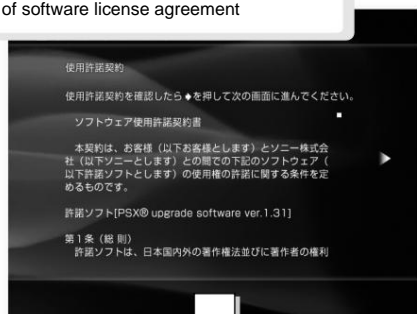 of software license agreement
使用許諾契約
使用許諾契約を確認したら◆を押して次の画面に進んでください。
ソフトウェア使用許諾契約書
本契約は、お客様（以下お客様とします）とソニー株式会
社（以下ソニーとします）との間での下記のソフトウェア（
以下許諾ソフトとします）の使用権の許諾に関する条件を定
めるものです。
許諾ソフト[PSX® upgrade software ver.1.31]
第1条（総 則）
許諾ソフトは、日本国内外の著作権法並びに著作者の権利